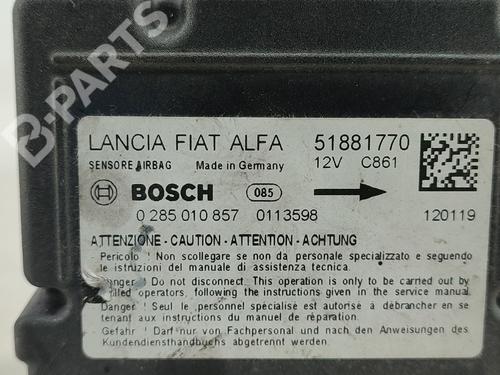 B-PARTS
LANCIA FIAT ALFA 51881770
SENSORE AIRBAG Made in Germany 12V C861
BOSCH 085
0 285 010 857 0113598 120119
ATTENZIONE - CAUTION - ATTENTION - ACHTUNG
Pericolo ! Non scollegare se non da personale specializzato e seguendo
le istruzioni del manuale di assistenza tecnica.
Danger ! Do not disconnect! This operation is only to be carried out by
skilled operators, following the instructions given in the service manual.
Danger ! Seul le personnel spécialisé est autorisé à débrancher en se
tenant aux instructions du manuel de réparation.
Gefahr ! Darf nur von Fachpersonal und nach den Anweisungen des
Kundendiensthandbuchs abgetrennt werden.